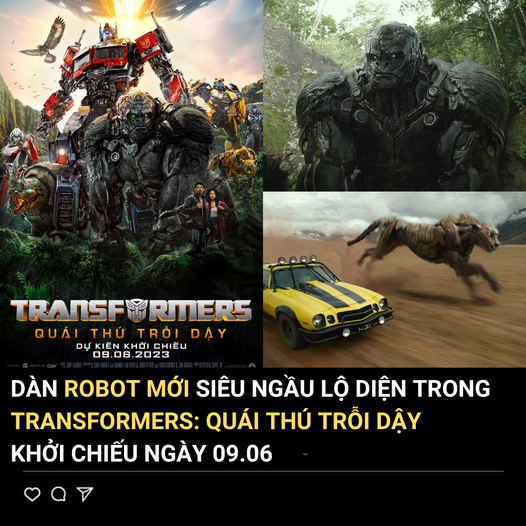 TRANSFORMERS
QUÁI THÚ TRỖI DẬY
DỰ KIẾN KHỞI CHIẾU
09.06.2023
DÀN ROBOT MỚI SIÊU NGẦU LỘ DIỆN TRONG
TRANSFORMERS: QUÁI THÚ TRỖI DẬY
KHỞI CHIẾU NGÀY 09.06